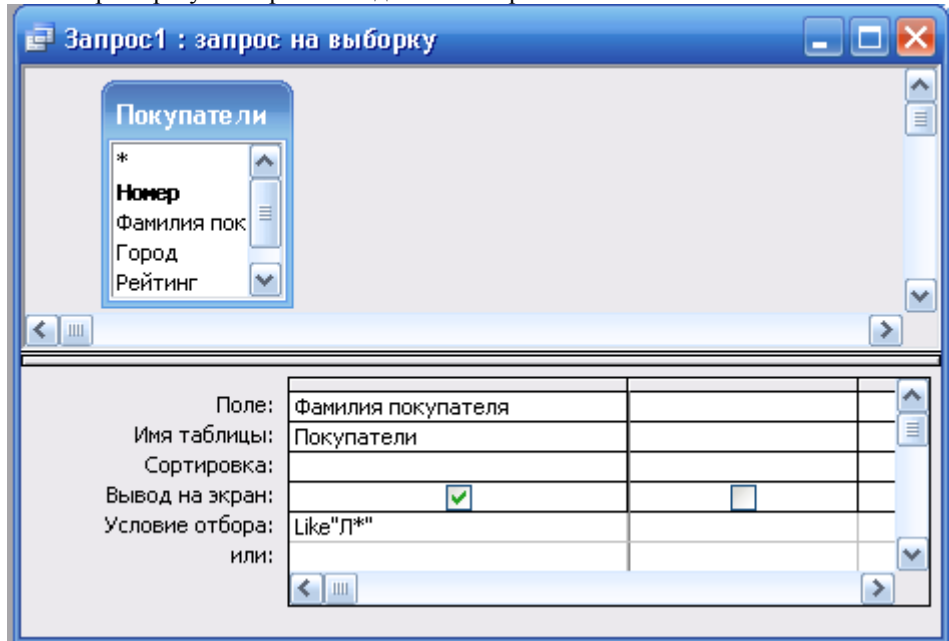 Запрос1 : запрос на выборку
Покупатели
*
Номер
Фамилия пок
Город
Рейтинг
Поле: Фамилия покупателя
Имя таблицы: Покупатели
Сортировка:
Вывод на экран:
Условие отбора: Like"Л*"
или: